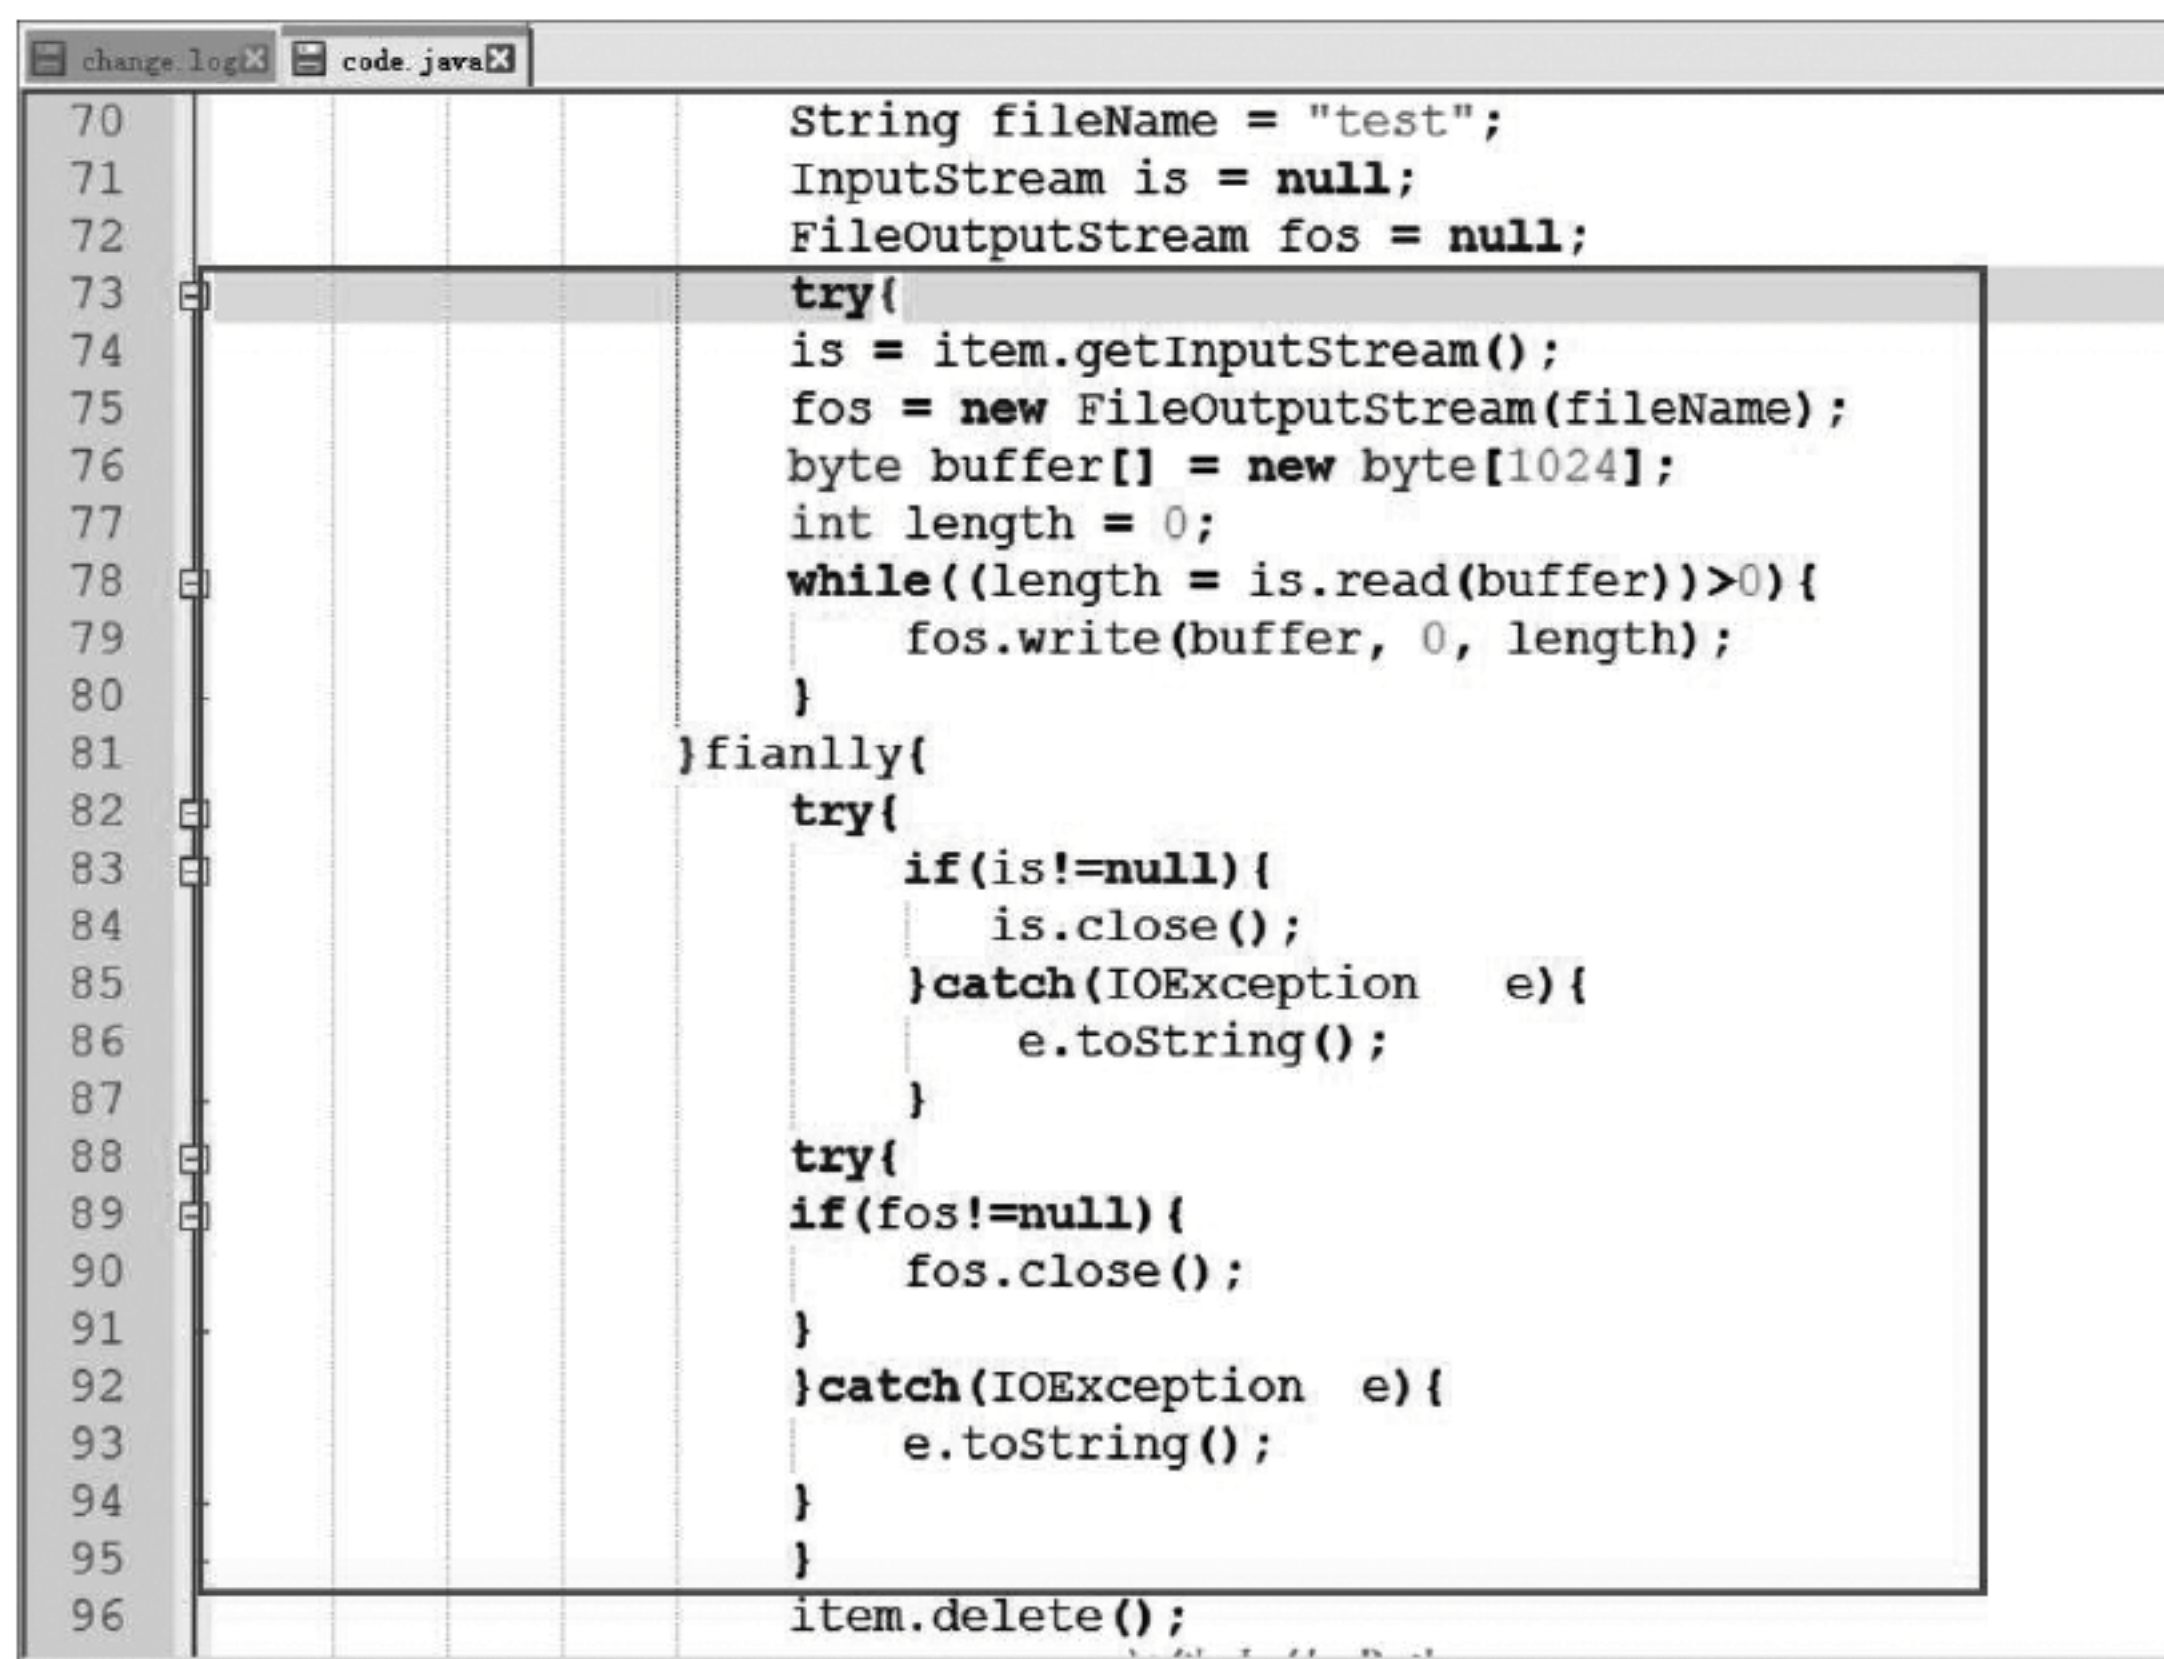 change.log code.java
70 String fileName = "test";
71 InputStream is = null;
72 FileOutputStream fos = null;
73 try{
74 is = item.getInputStream();
75 fos = new FileOutputStream(fileName);
76 byte buffer[] = new byte[1024];
77 int length = 0;
78 while((length = is.read(buffer))>0){
79 fos.write(buffer, 0, length);
80 }
81 }fianlly{
82 try{
83 if(is!=null){
84 is.close();
85 }catch(IOException e){
86 e.toString();
87 }
88 try{
89 if(fos!=null){
90 fos.close();
91 }
92 }catch(IOException e){
93 e.toString();
94 }
95 }
96 item.delete();